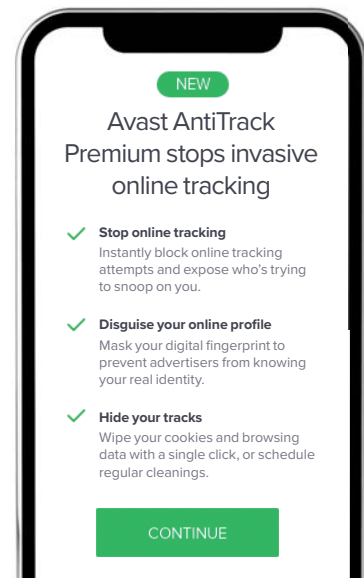 NEW
Avast AntiTrack
Premium stops invasive
online tracking
Stop online tracking
Instantly block online tracking
attempts and expose who's trying
to snoop on you.
Disguise your online profile
Mask your digital fingerprint to
prevent advertisers from knowing
your real identity.
Hide your tracks
Wipe your cookies and browsing
data with a single click, or schedule
regular cleanings.
CONTINUE